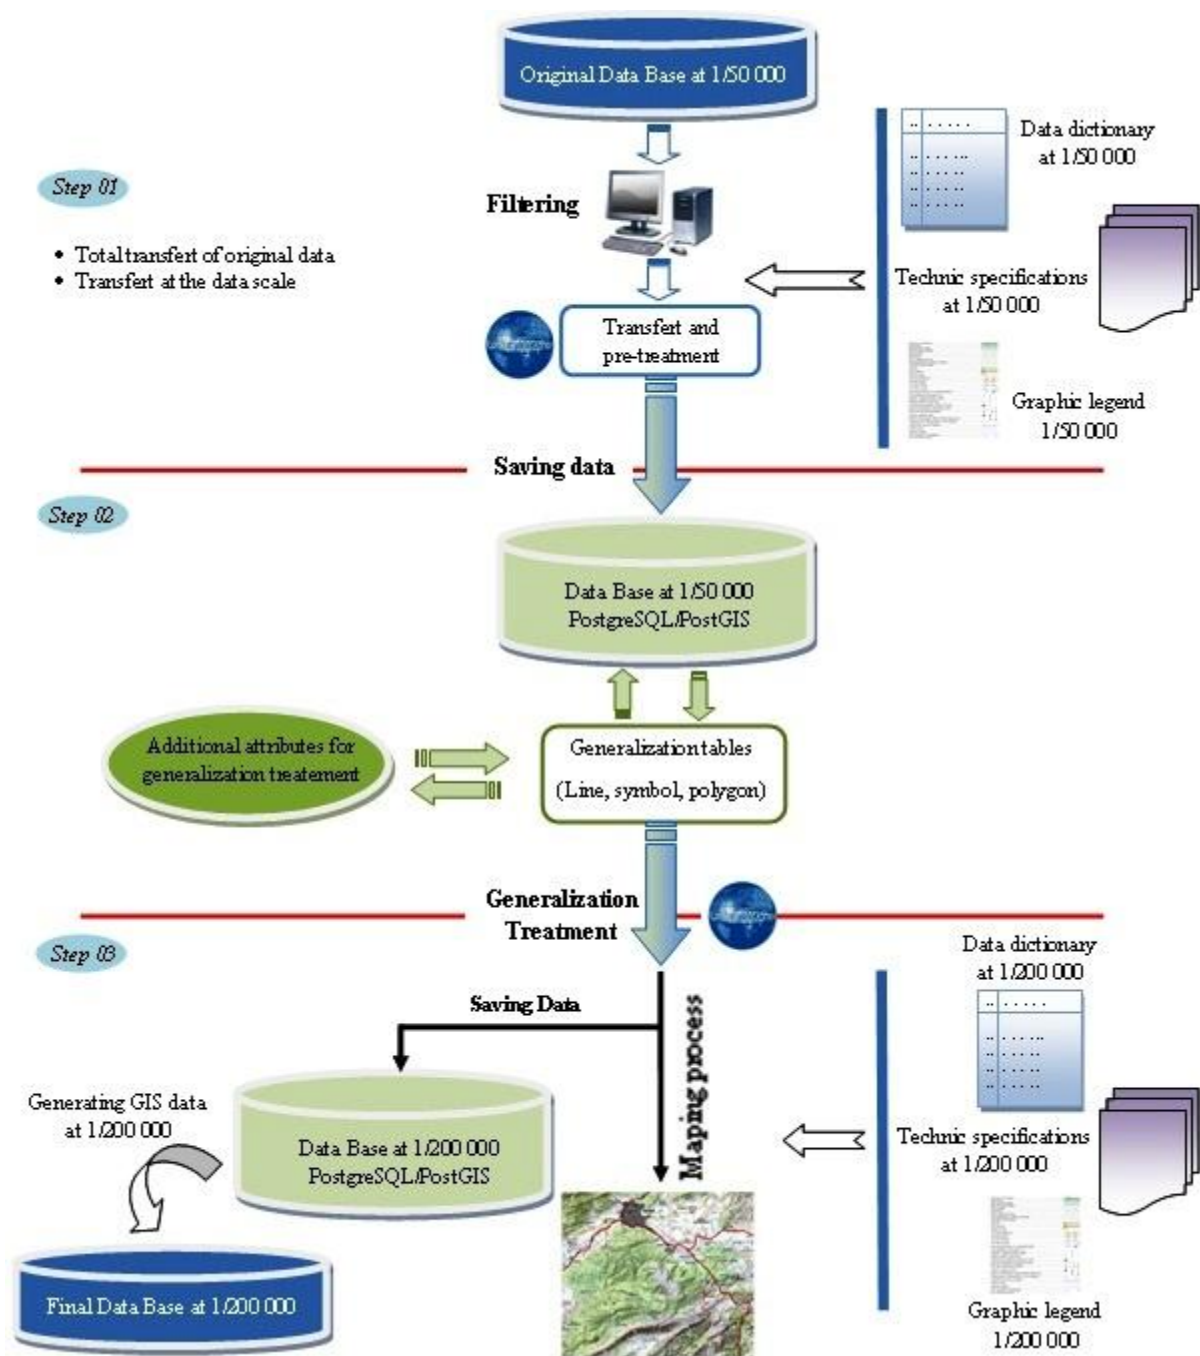 Original Data Base at 1/50 000
Data dictionary
at 1/50 000
Step 01
Filtering
• Total transfert of original data
• Transfert at the data scale
Technic specifications
at 1/50 000
Transfert and
pre-treatment
Graphic legend
1/50 000
Saving data
Step 02
Data Base at 1/50 000
PostgreSQL/PostGIS
Additional attributes for
generalization treatement
Generalization tables
(Line, symbol, polygon)
Generalization
Treatment
Step 03
Data dictionary
at 1/200 000
Saving Data
Maping process
Generating GIS data
at 1/200 000
Data Base at 1/200 000
PostgreSQL/PostGIS
Technic specifications
at 1/200 000
Final Data Base at 1/200 000
Graphic legend
1/200 000